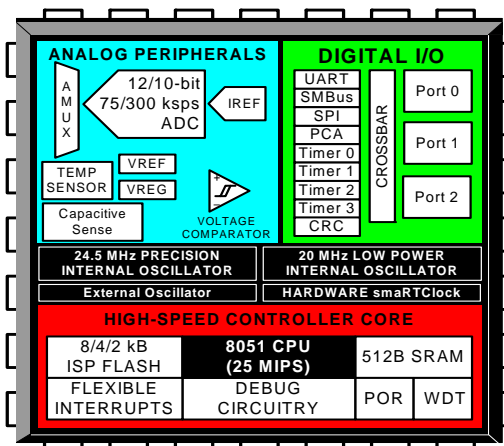 ANALOG PERIPHERALS
AMUX
12/10-bit
75/300 ksps
ADC
IREF
TEMP
SENSOR
VREF
VREG
Capacitive
Sense
+
–
VOLTAGE
COMPARATOR
DIGITAL I/O
UART
SMBus
SPI
PCA
Timer 0
Timer 1
Timer 2
Timer 3
CRC
CROSSBAR
Port 0
Port 1
Port 2
24.5 MHz PRECISION
INTERNAL OSCILLATOR
20 MHz LOW POWER
INTERNAL OSCILLATOR
External Oscillator
HARDWARE smaRTClock
HIGH-SPEED CONTROLLER CORE
8/4/2 kB
ISP FLASH
8051 CPU
(25 MIPS)
512B SRAM
FLEXIBLE
INTERRUPTS
DEBUG
CIRCUITRY
POR
WDT